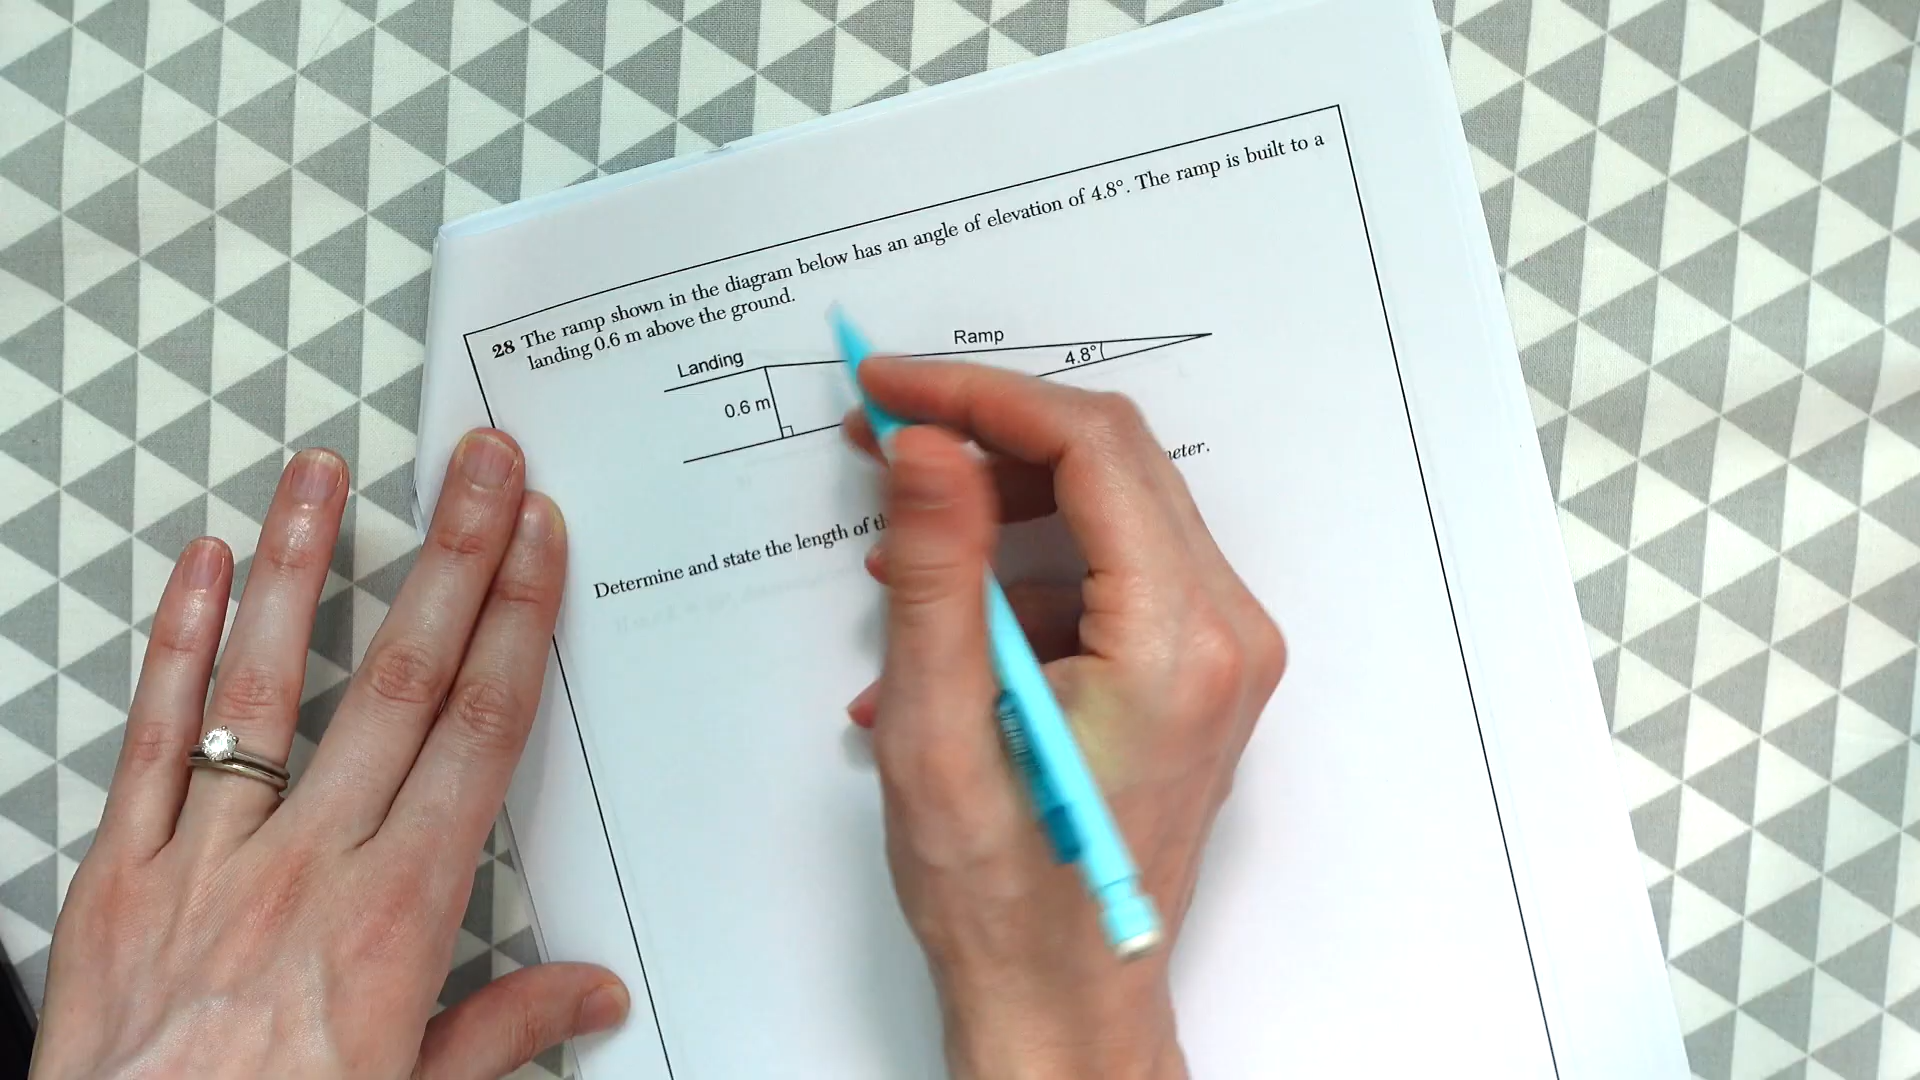 28 The ramp shown in the diagram below has an angle of elevation of 4.8°. The ramp is built to a
landing 0.6 m above the ground.
Landing
Ramp
4.8°
0.6 m
Determine and state the length of